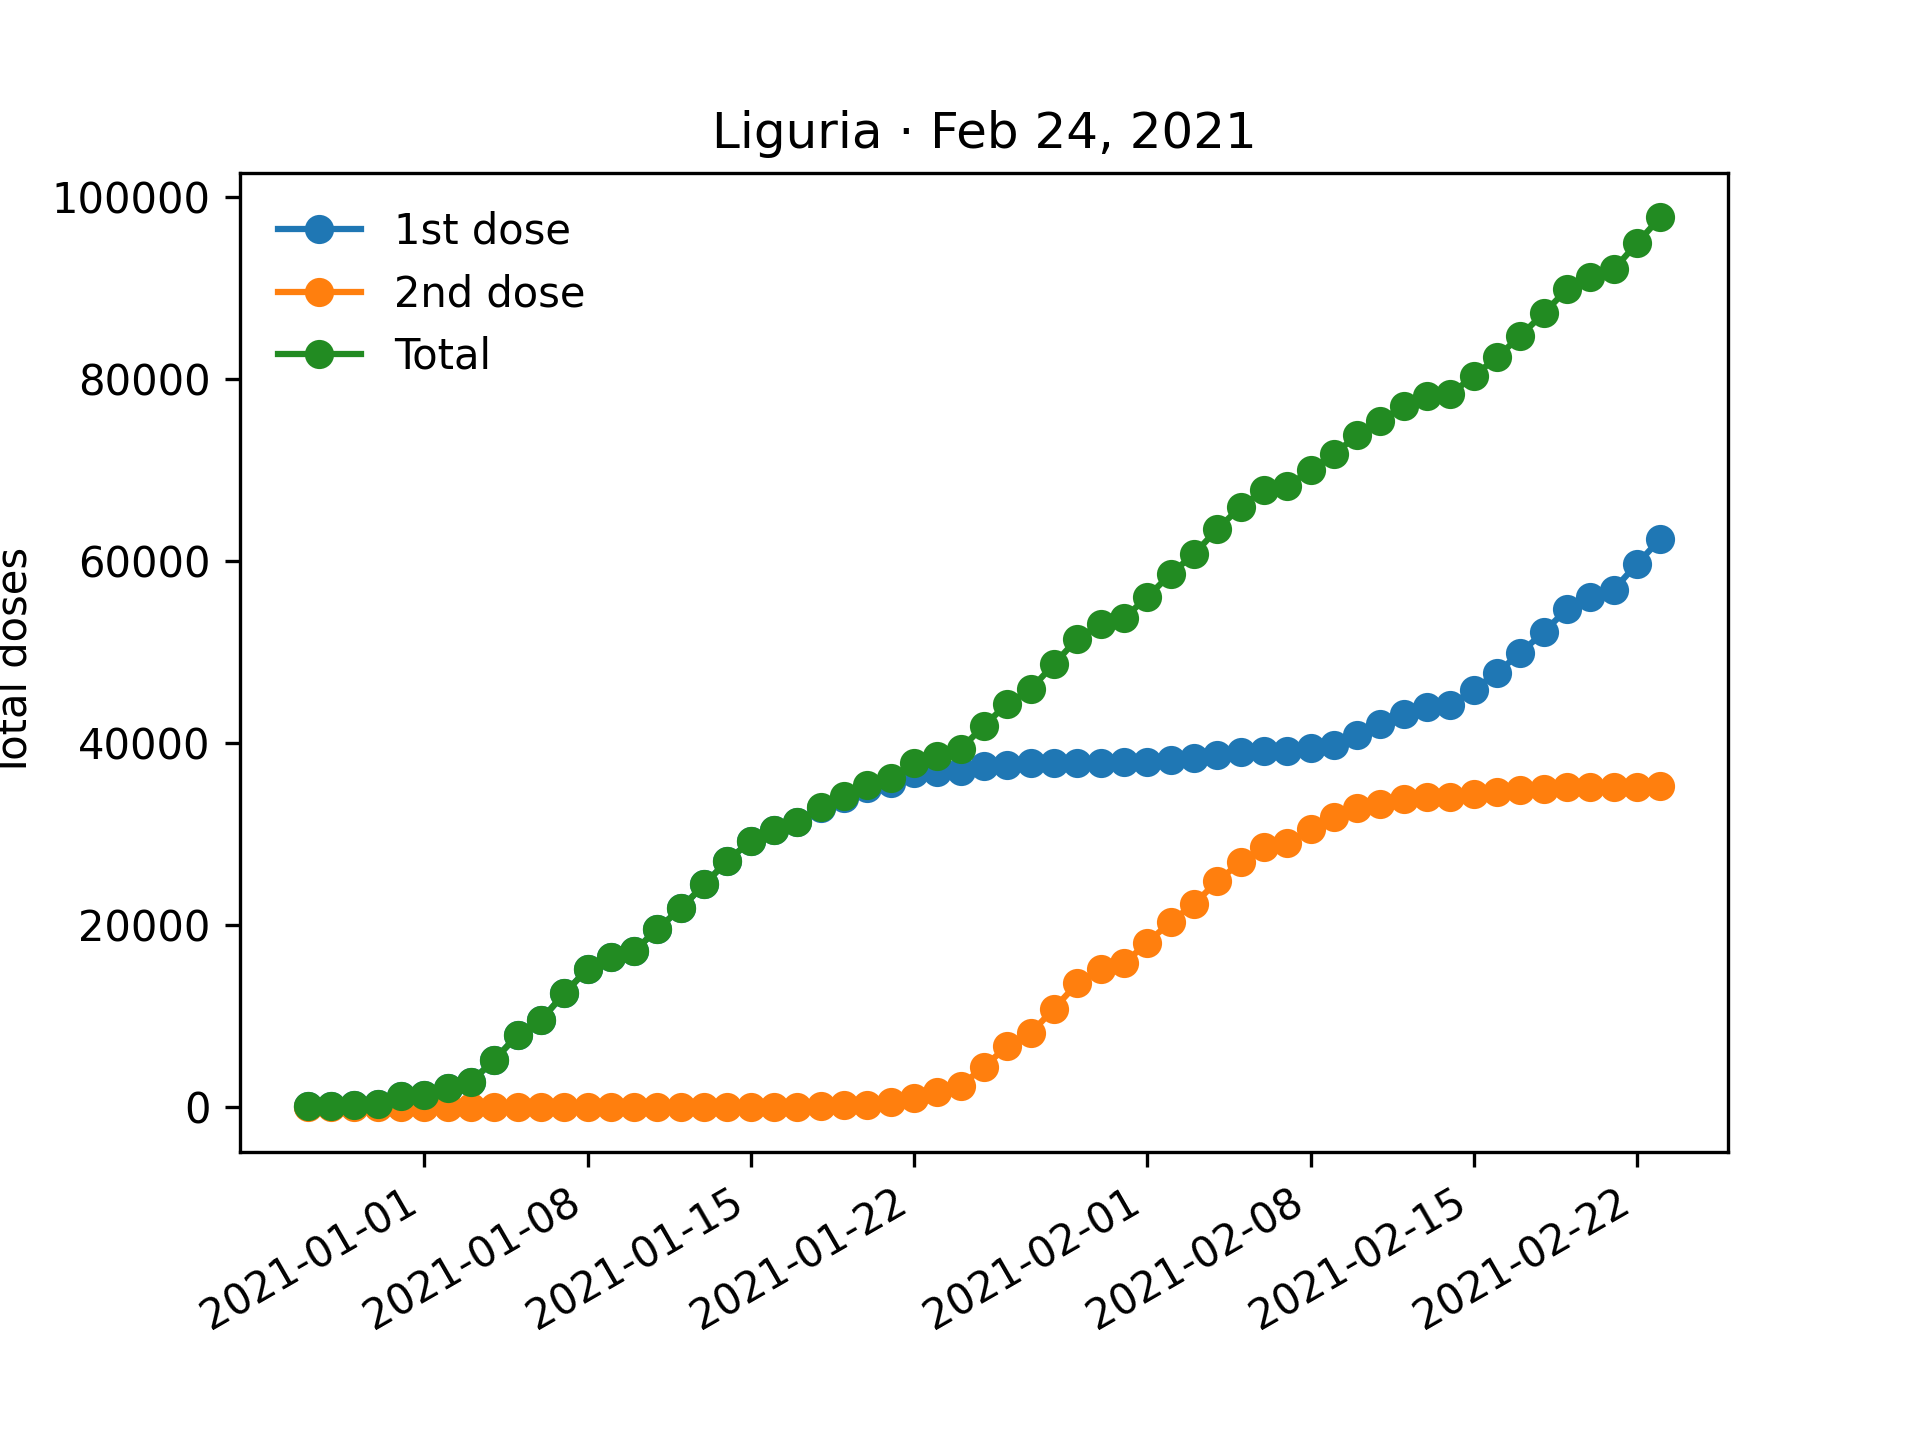 Liguria · Feb 24, 2021
100000
80000
60000
40000
20000
0
Total doses
1st dose
2nd dose
Total
2021-01-01
2021-01-08
2021-01-15
2021-01-22
2021-02-01
2021-02-08
2021-02-15
2021-02-22